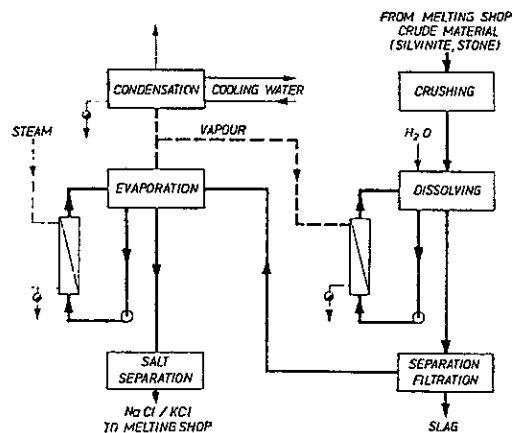 FROM MELTING SHOP
CRUDE MATERIAL
(SILVINITE, STONE)
CONDENSATION
COOLING WATER
CRUSHING
STEAM
VAPOUR
H₂O
EVAPORATION
DISSOLVING
SALT
SEPARATION
SEPARATION
FILTRATION
NaCl / KCl
TO MELTING SHOP
SLAG